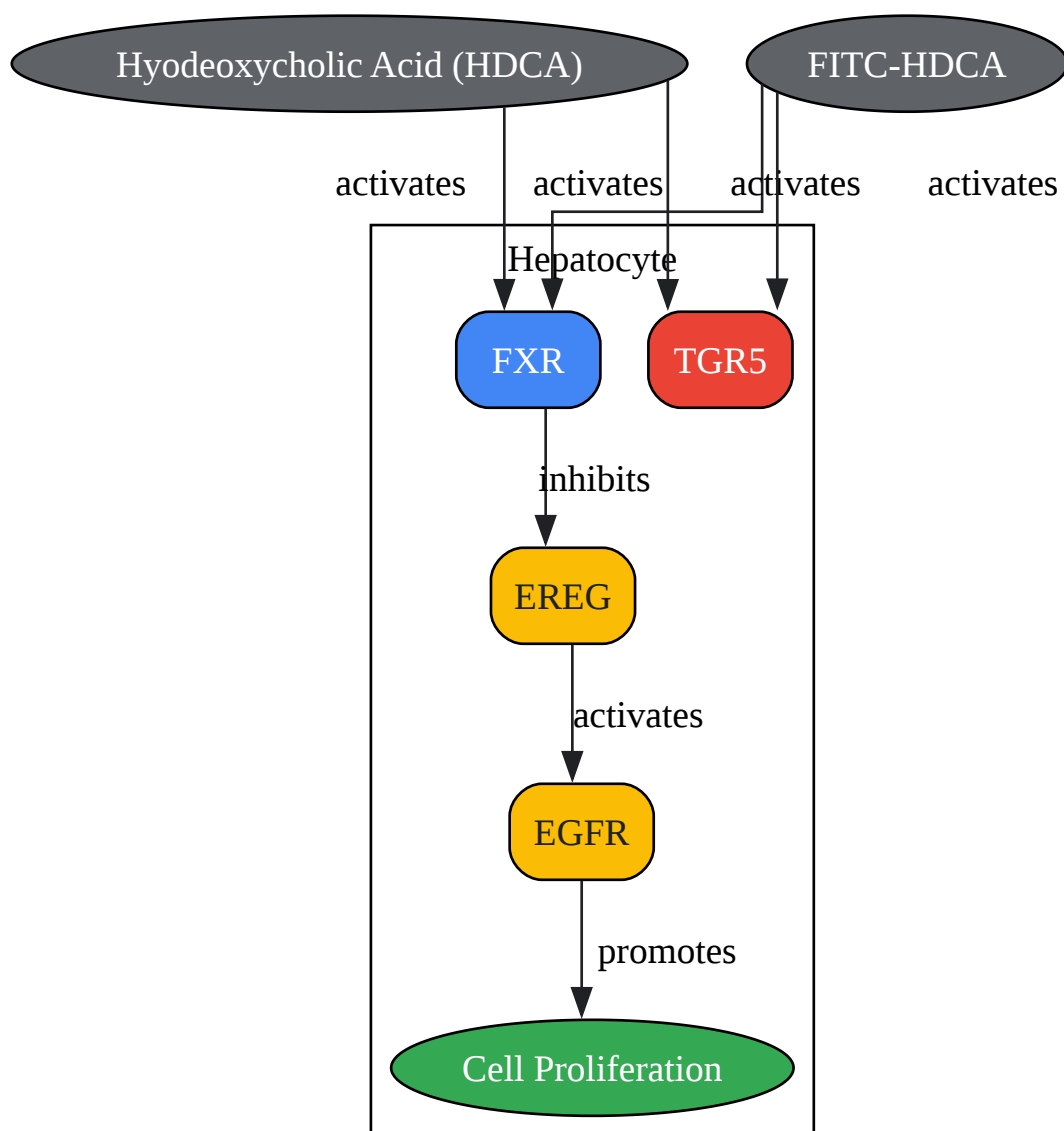 Hyodeoxycholic Acid (HDCA)
FITC-HDCA
activates
activates
activates
activates
Hepatocyte
FXR
TGR5
inhibits
EREG
activates
EGFR
promotes
Cell Proliferation